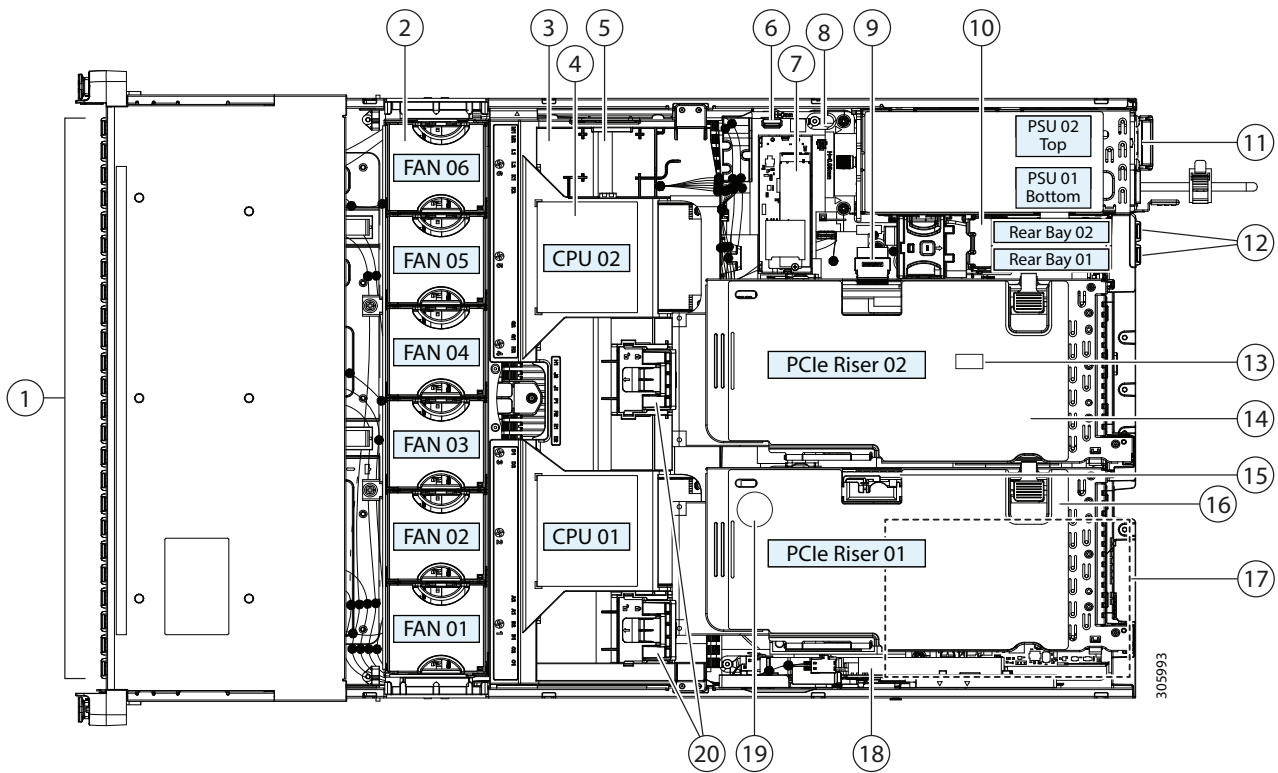 2
3
5
4
6
7
8
9
10
FAN 06
FAN 05
FAN 04
FAN 03
FAN 02
FAN 01
CPU 02
CPU 01
PSU 02
Top
PSU 01
Bottom
Rear Bay 02
Rear Bay 01
PCIe Riser 02
PCIe Riser 01
1
11
12
13
14
15
16
17
305993
20
19
18